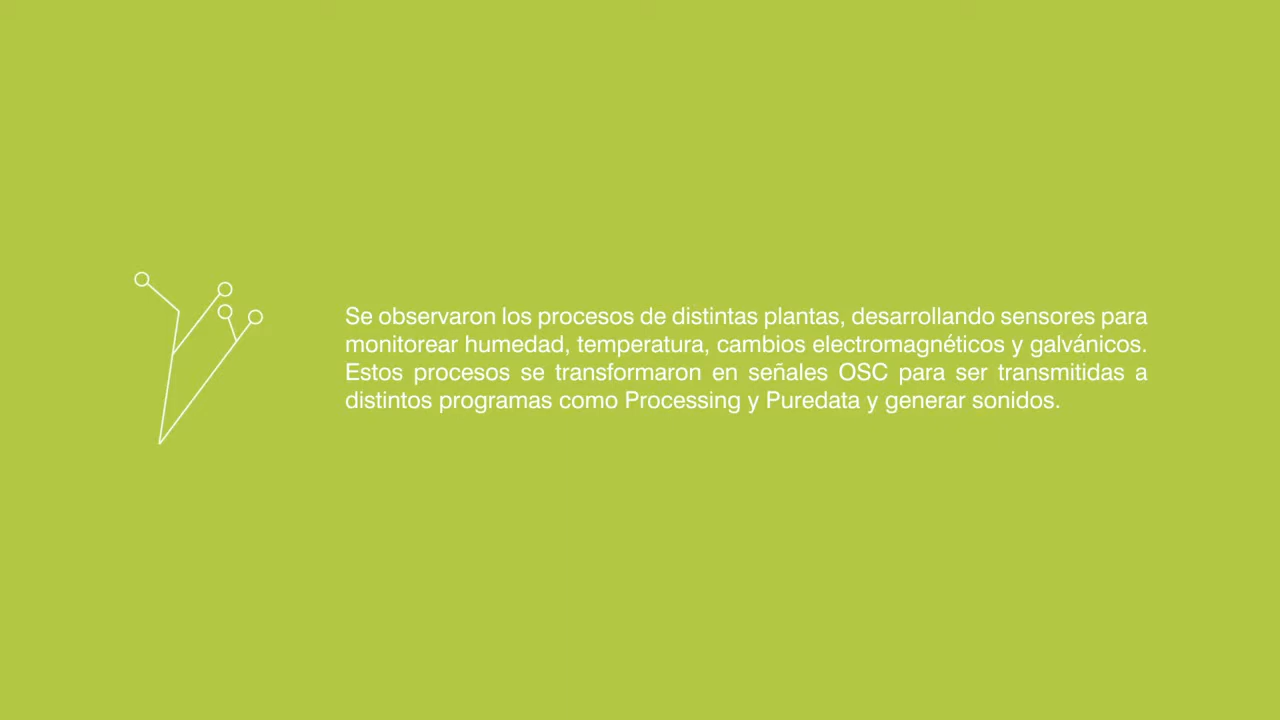 Se observaron los procesos de distintas plantas, desarrollando sensores para
monitorear humedad, temperatura, cambios electromagnéticos y galvánicos.
Estos procesos se transformaron en señales OSC para ser transmitidas a
distintos programas como Processing y Puredata y generar sonidos.